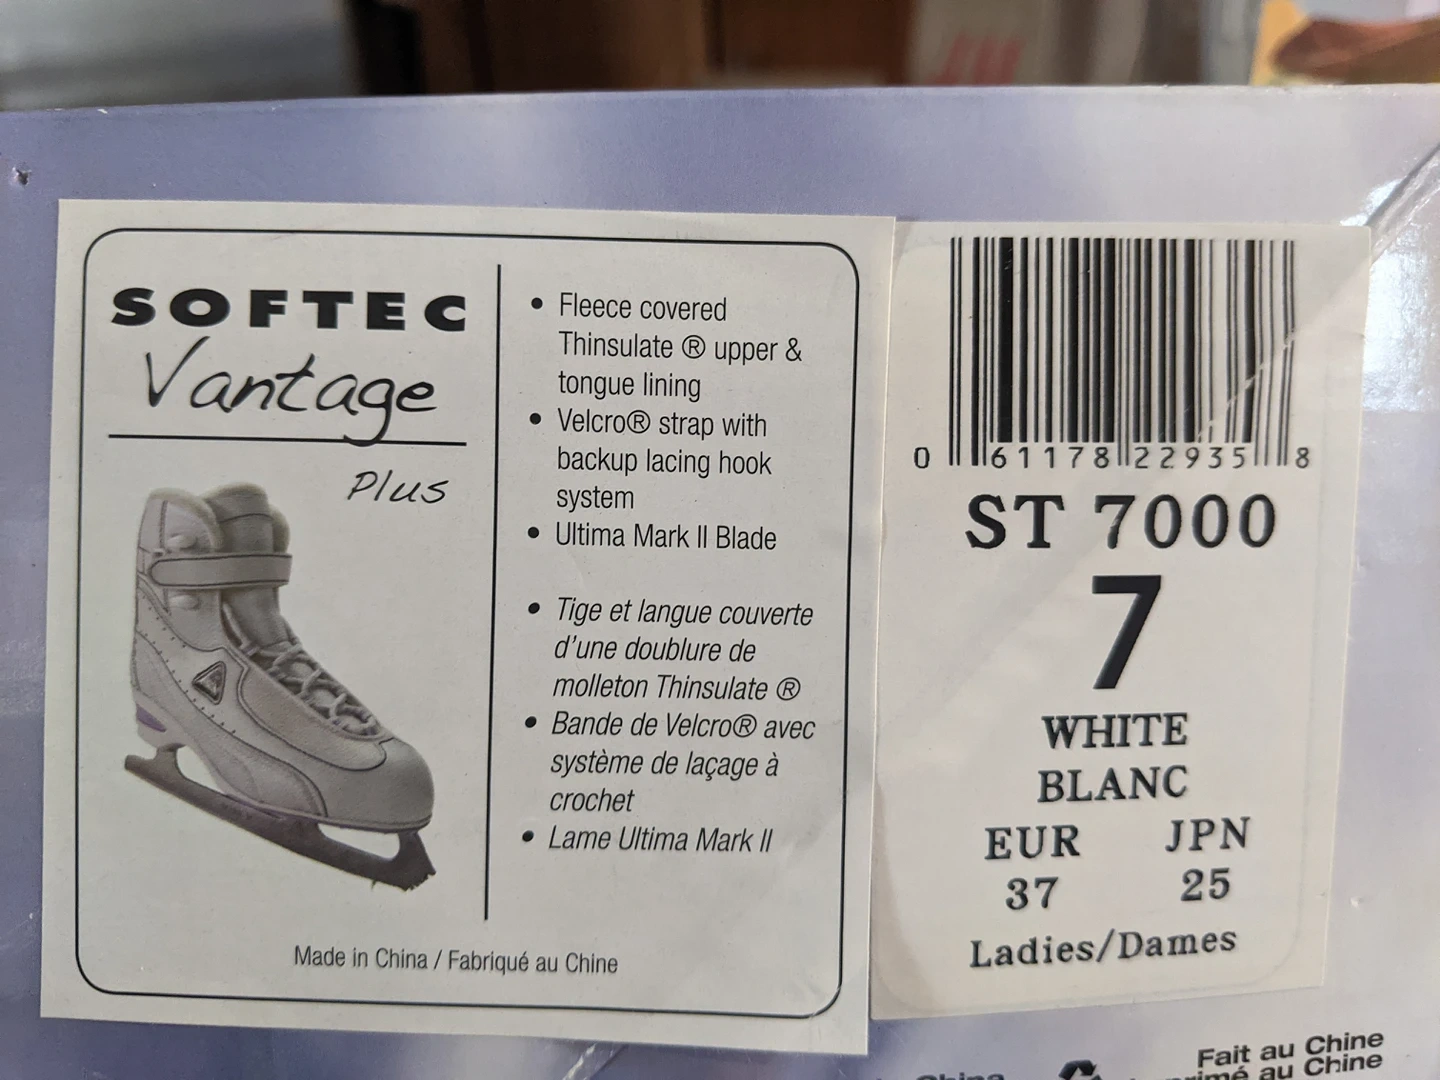 SOFTEC
Vantage
Plus
• Fleece covered
Thinsulate ® upper &
tongue lining
• Velcro® strap with
backup lacing hook
system
• Ultima Mark II Blade
• Tige et langue couverte
d'une doublure de
molleton Thinsulate ®
• Bande de Velcro® avec
système de laçage à
crochet
• Lame Ultima Mark II
Made in China / Fabriqué au Chine
0 61178 22935 8
ST 7000
7
WHITE
BLANC
EUR JPN
37 25
Ladies/Dames
Fait au Chine
au Chine